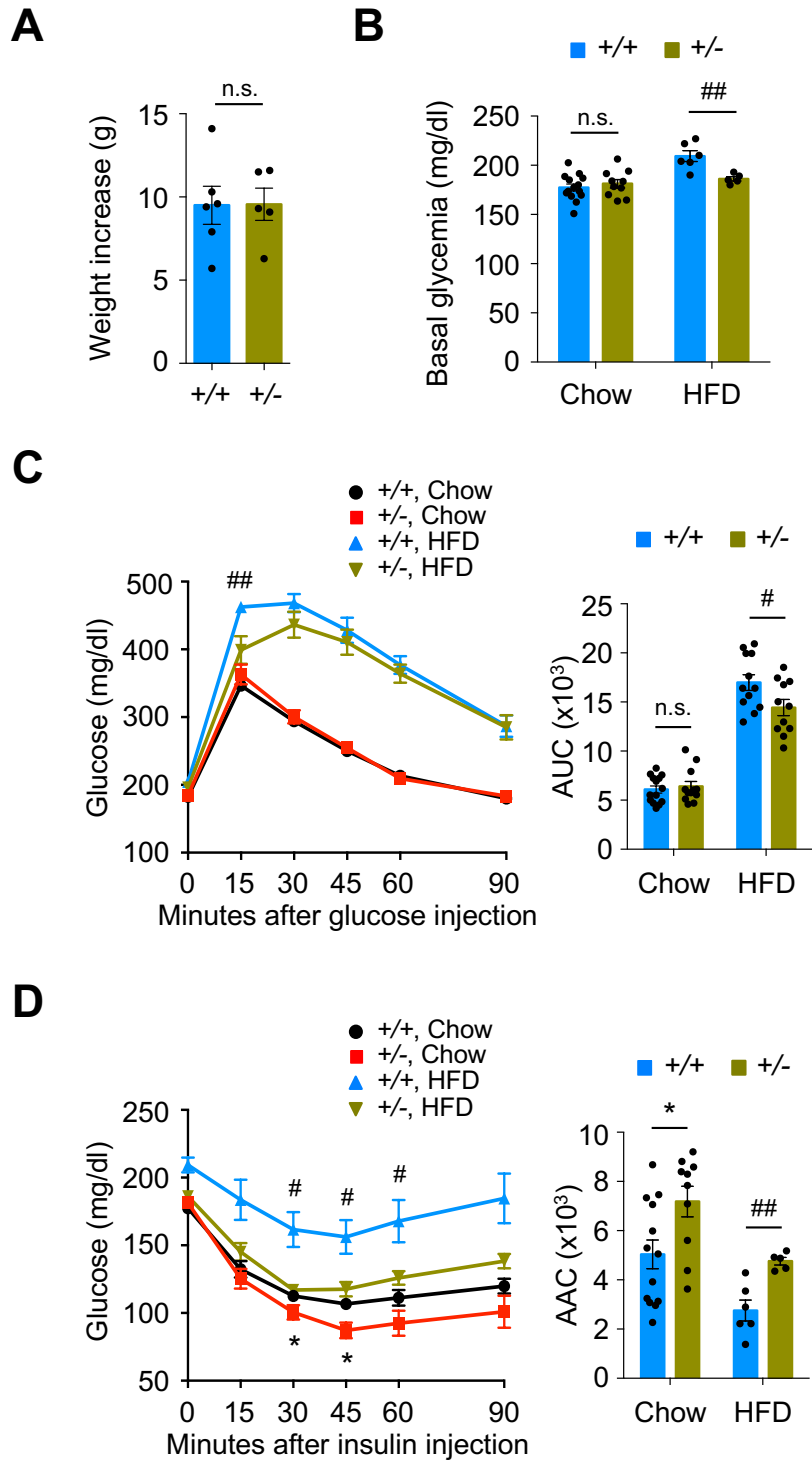 A
n.s.
Weight increase (g)
15
10
5
0
+/+ +/-
B
+/+ +/-
n.s.
##
Basal glycemia (mg/dl)
250
200
150
100
50
0
Chow HFD
C
+/+, Chow
+/-, Chow
+/+, HFD
+/-, HFD
##
Glucose (mg/dl)
500
400
300
200
100
0 15 30 45 60 90
Minutes after glucose injection
+/+ +/-
#
n.s.
AUC (x10³)
25
20
15
10
5
0
Chow HFD
D
+/+, Chow
+/-, Chow
+/+, HFD
+/-, HFD
# # #
* *
Glucose (mg/dl)
250
200
150
100
50
0 15 30 45 60 90
Minutes after insulin injection
+/+ +/-
*
##
AAC (x10³)
10
8
6
4
2
0
Chow HFD